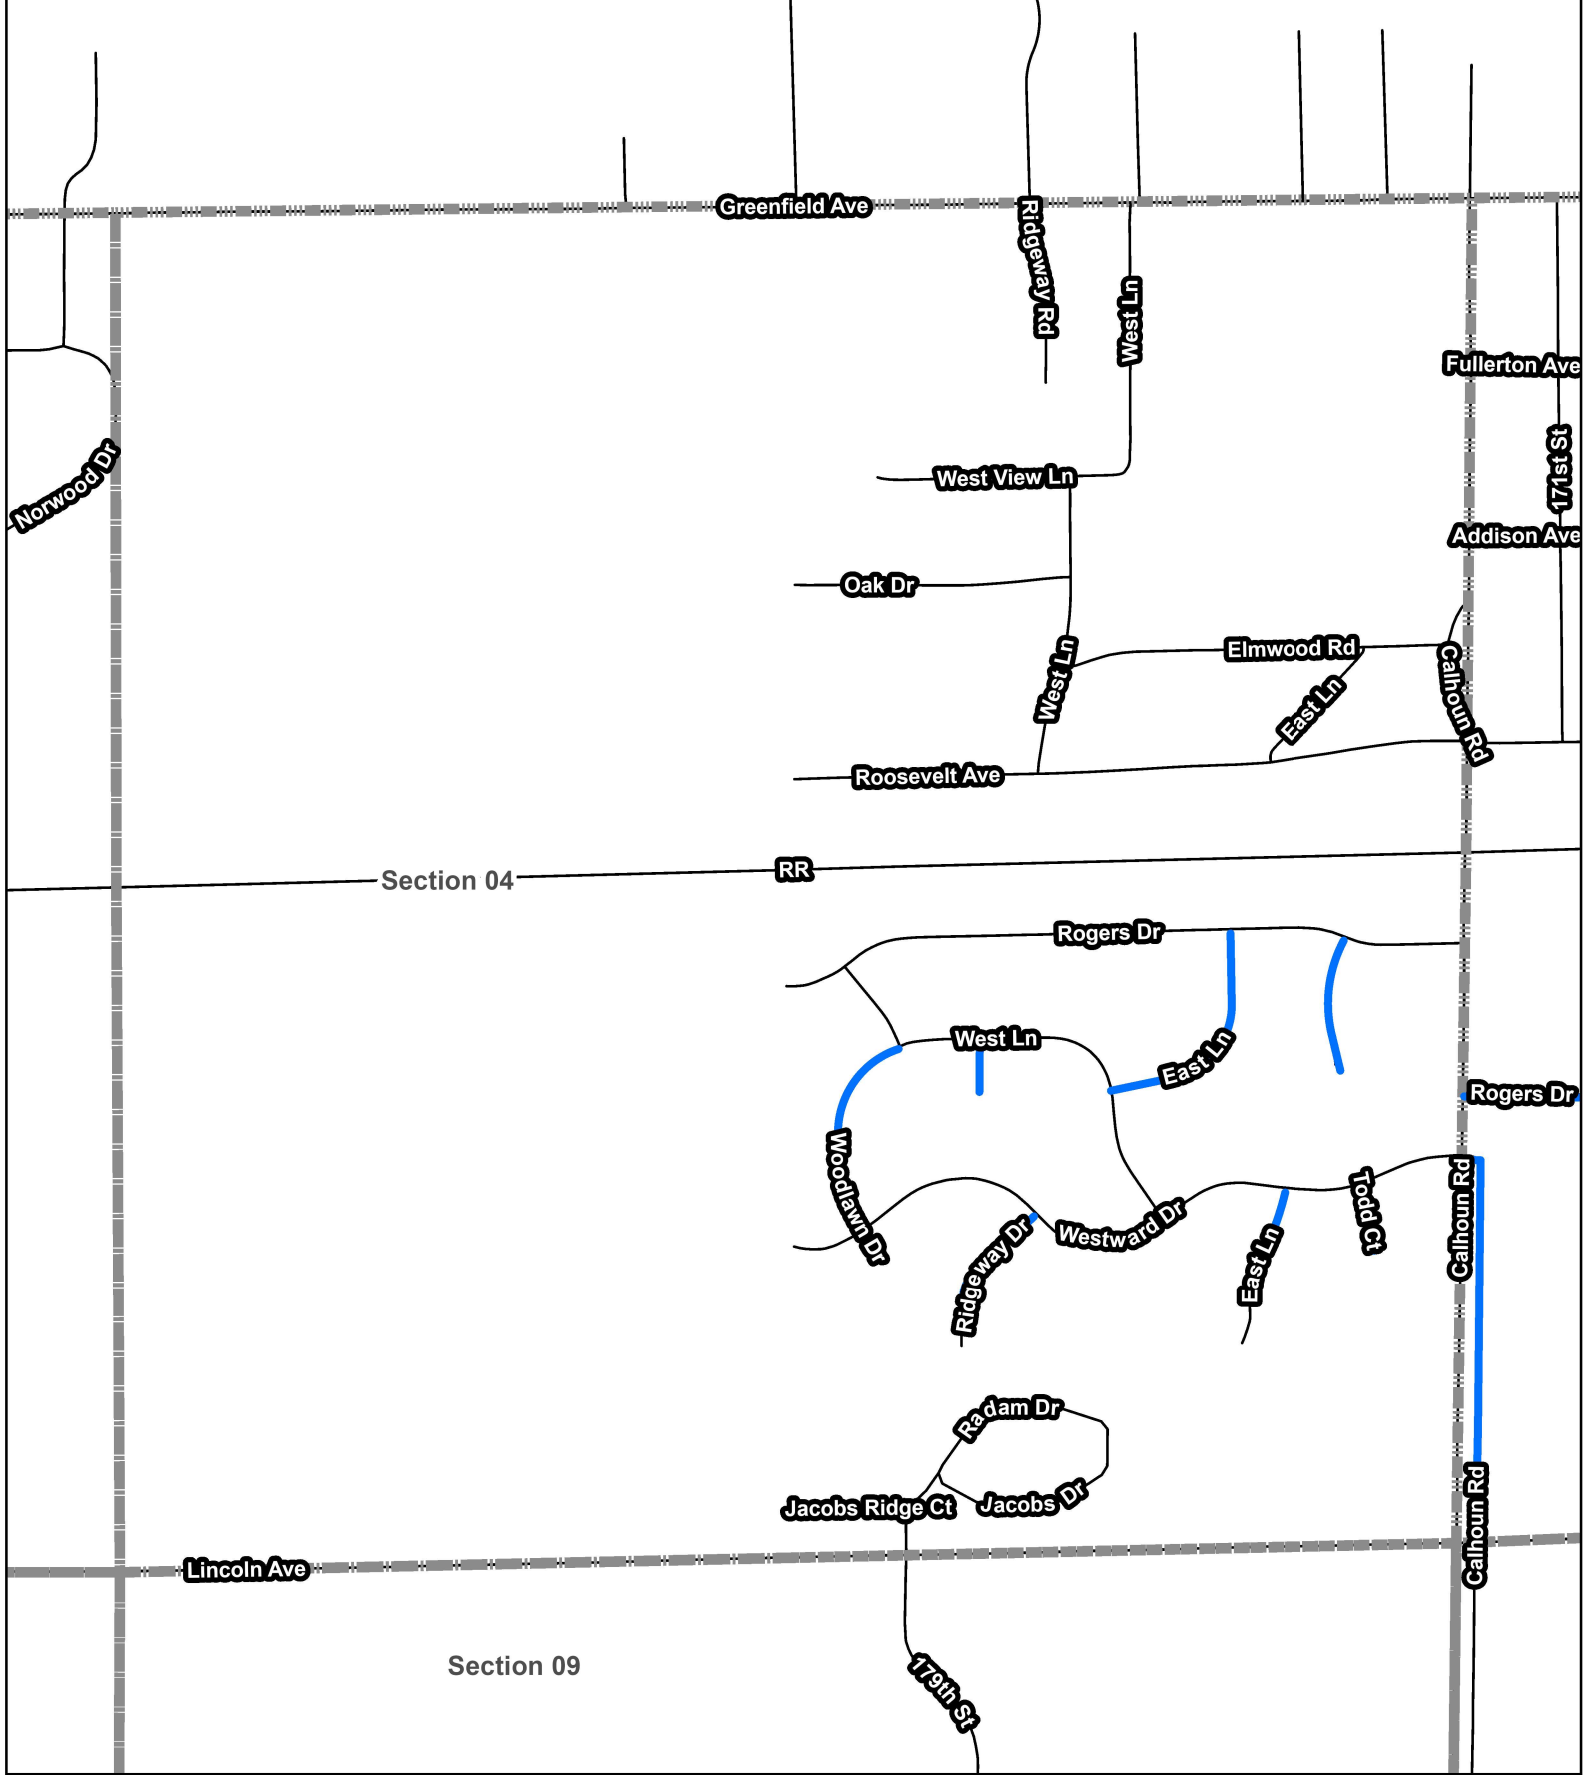 Greenfield Ave
Ridgeway Rd
West Ln
Fullerton Ave
Norwood Dr
171st St
West View Ln
Addison Ave
Oak Dr
Elmwood Rd
West Ln
East Ln
Calhoun Rd
Roosevelt Ave
RR
Section 04
Rogers Dr
West Ln
East Ln
Rogers Dr
Woodlawn Dr
Westward Dr
Ridgeway Dr
East Ln
Todd Ct
Calhoun Rd
Radam Dr
Jacobs Ridge Ct
Jacobs Dr
Calhoun Rd
Lincoln Ave
Section 09
179th St